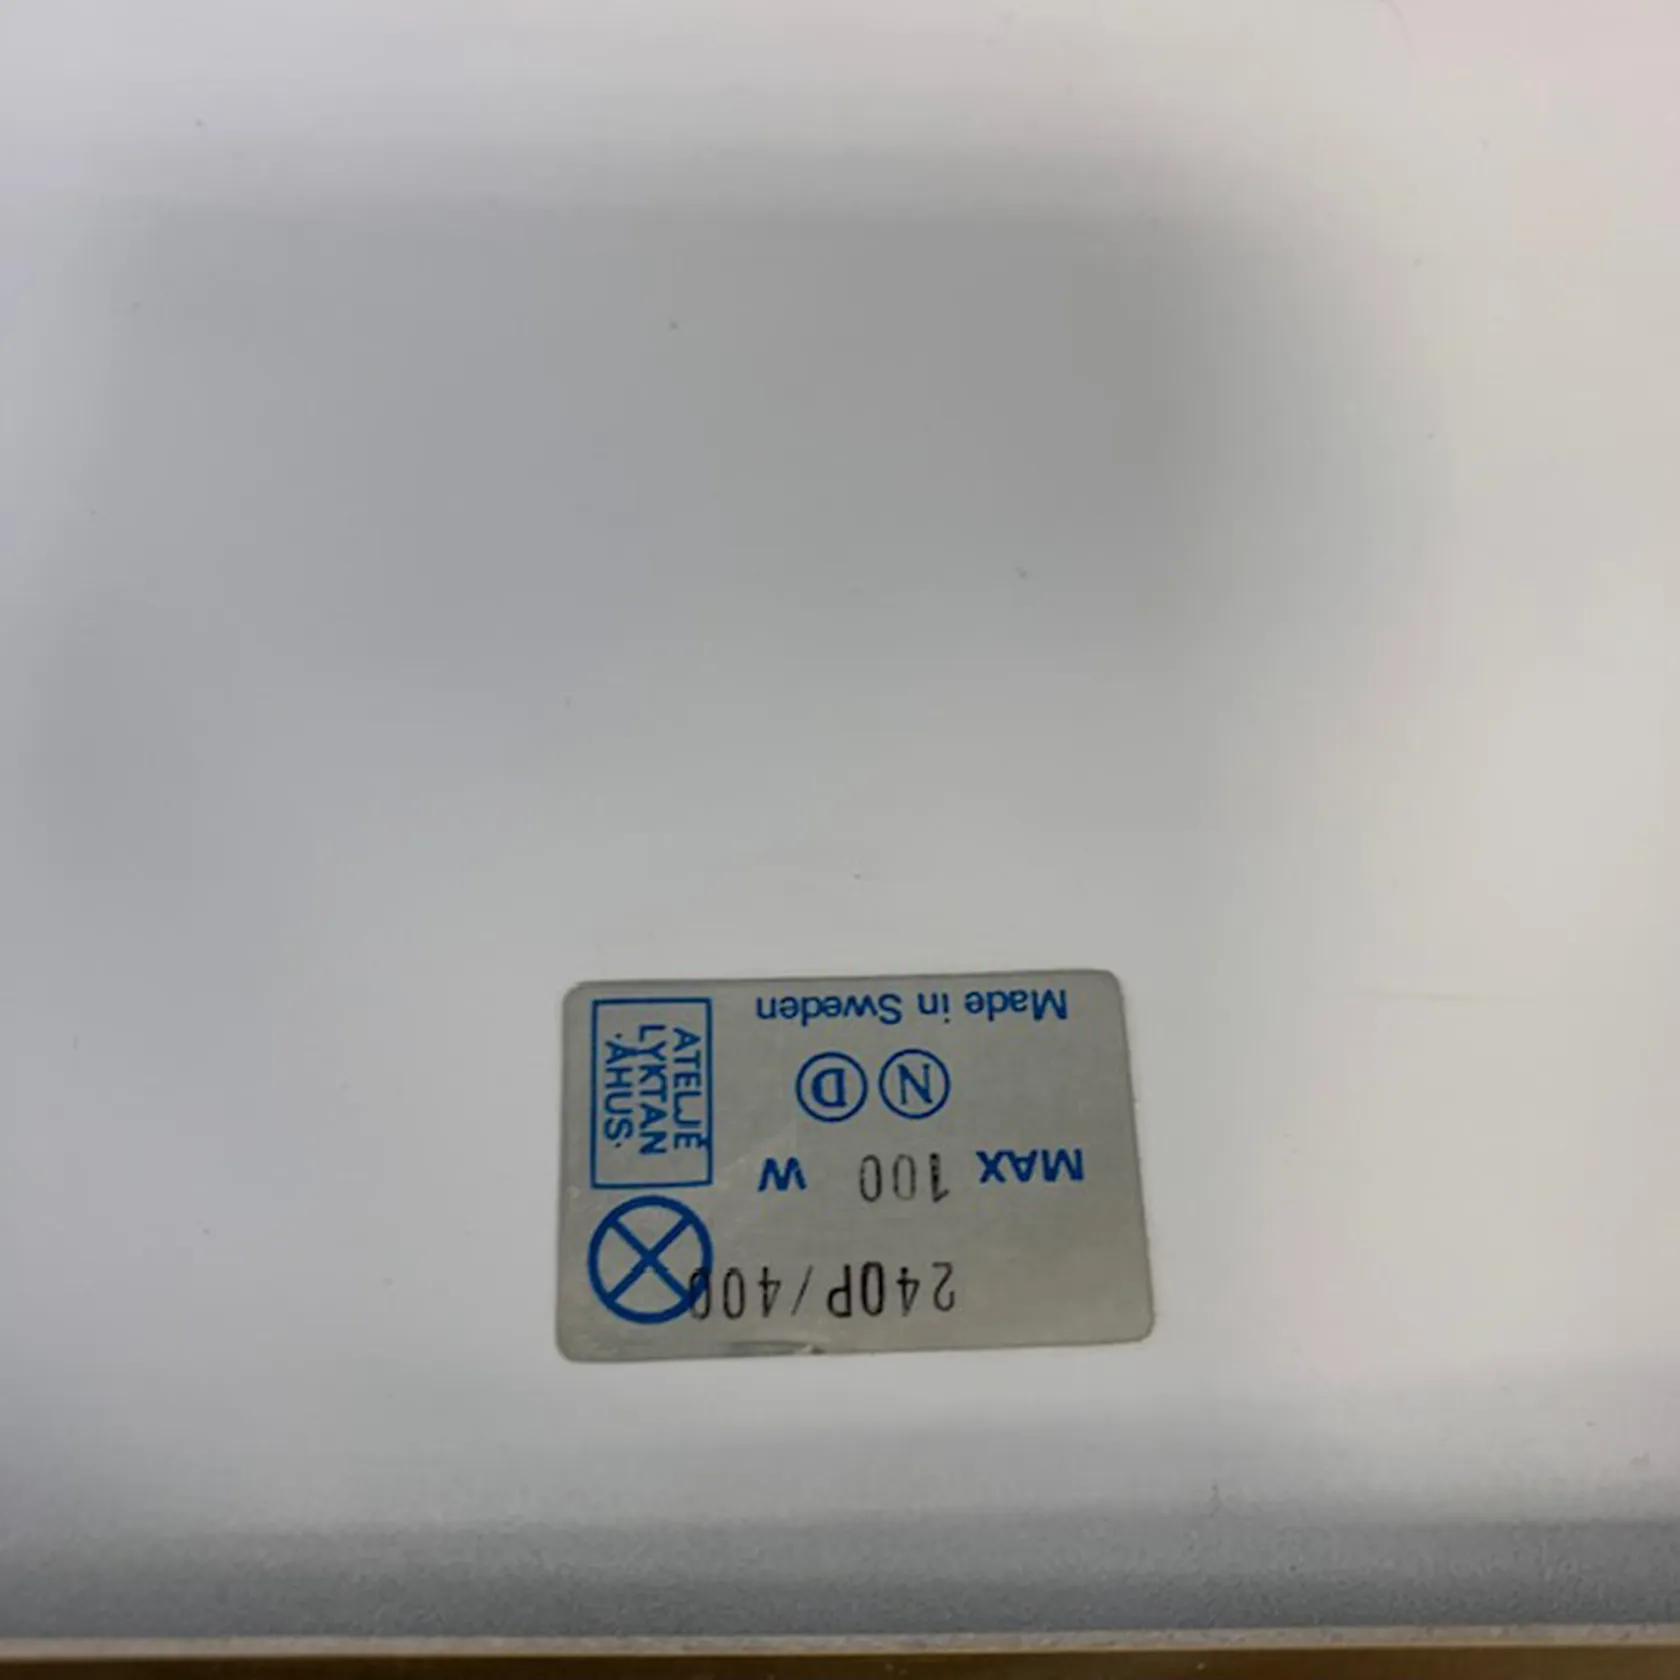 240P/400
MAX 100 W
N D
Made in Sweden
ATELJÉ
LYKTAN
·ÅHUS·